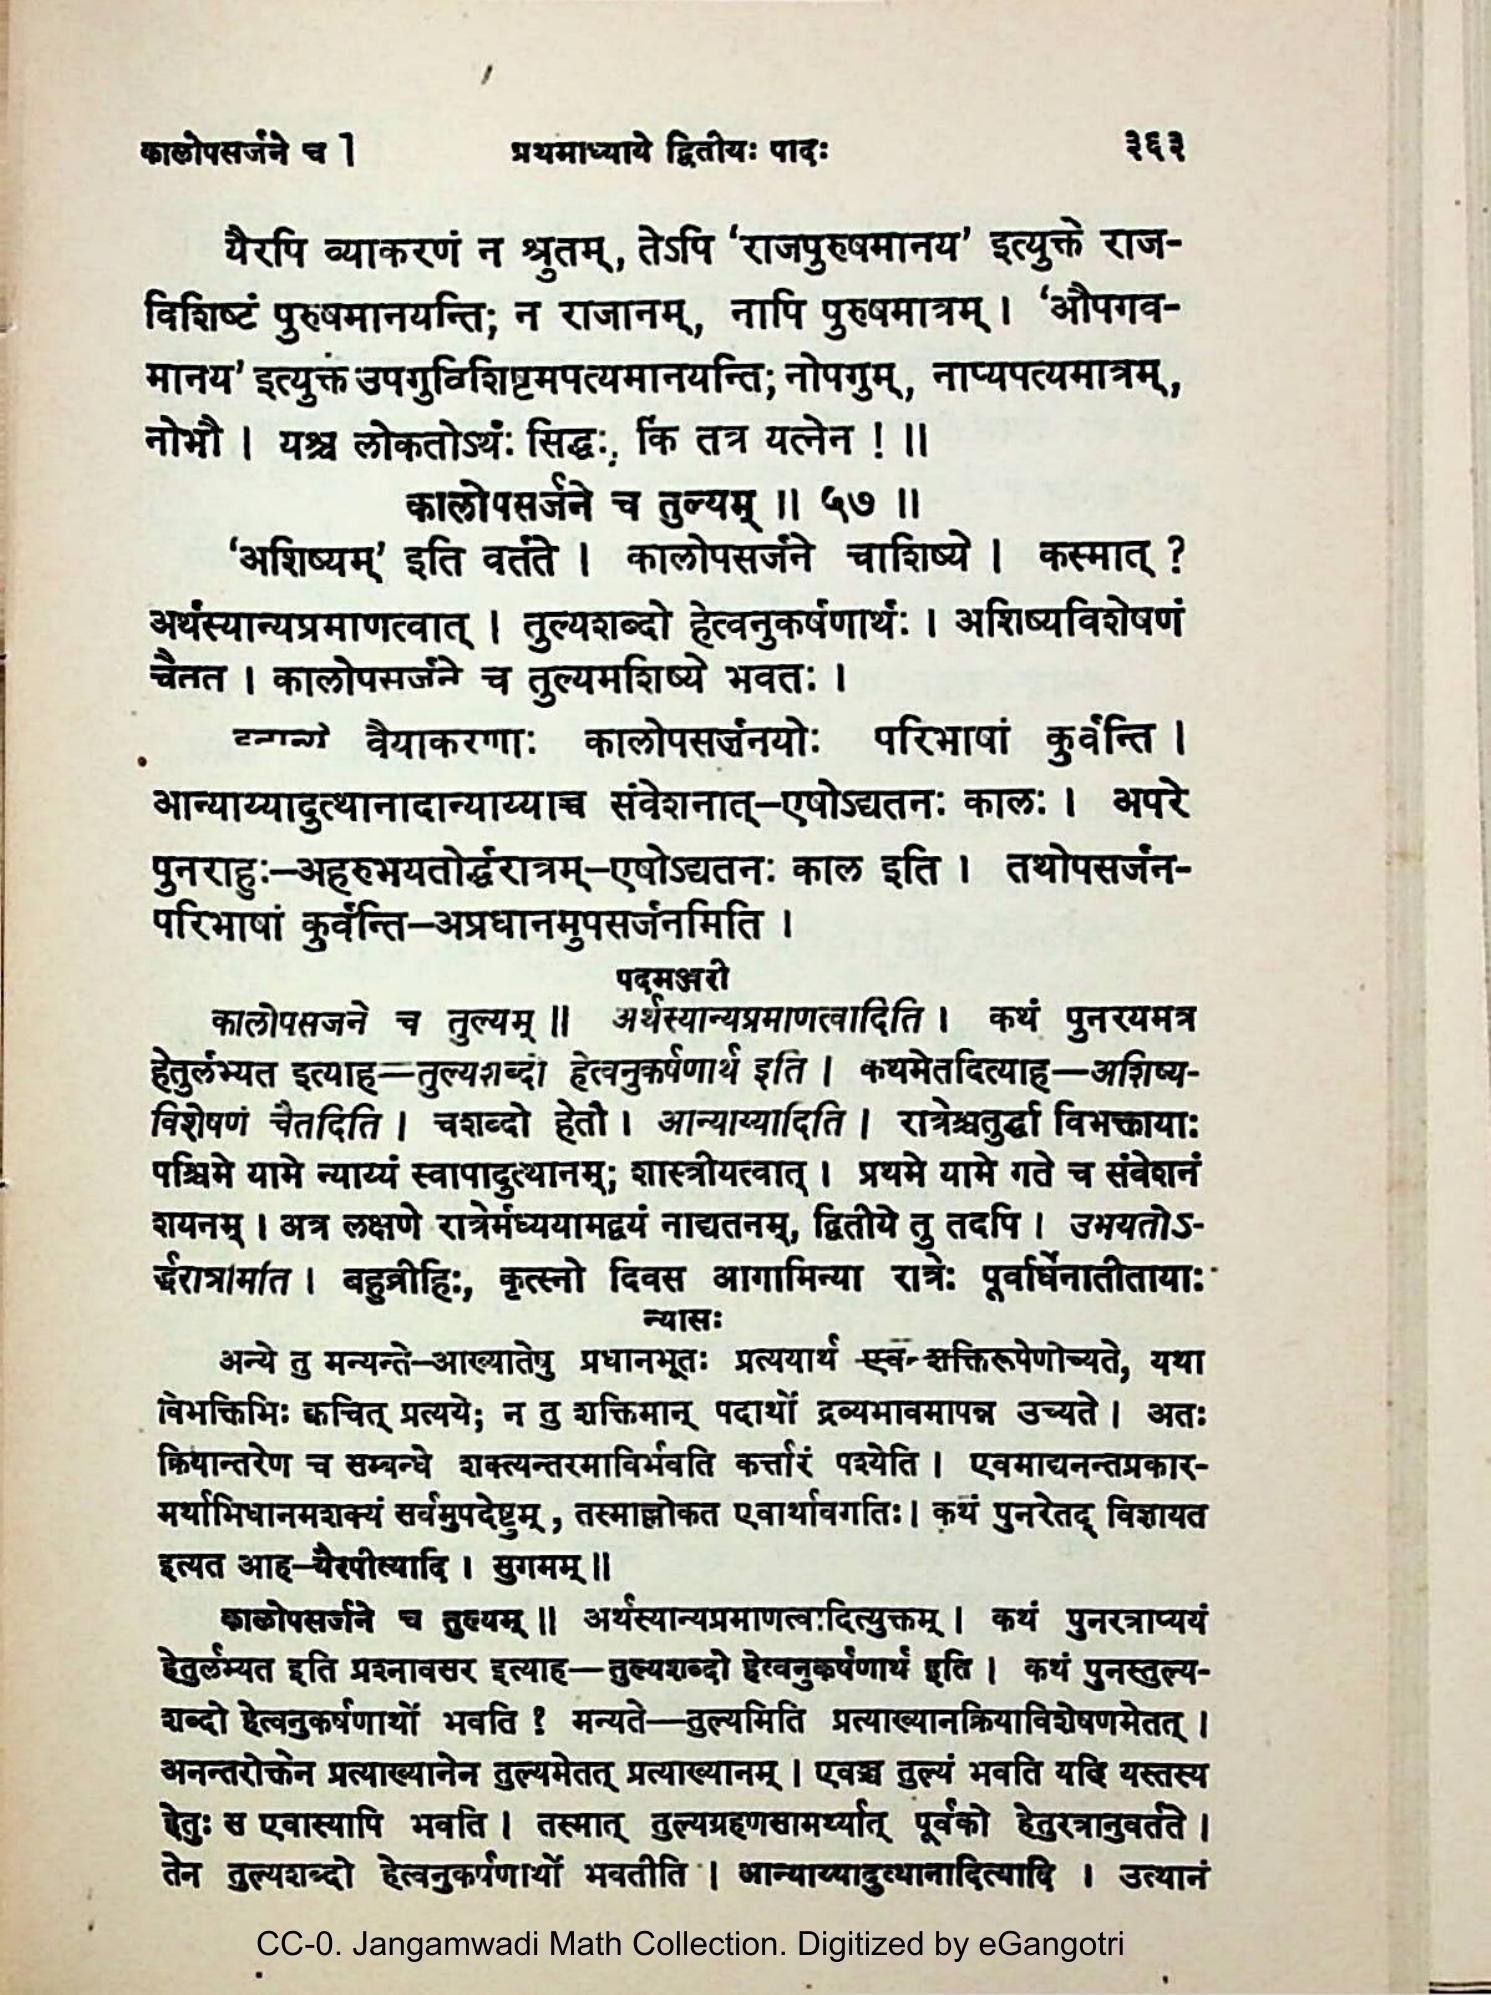 कालोपसर्जने च ] प्रथमाध्याये द्वितीयः पादः ३६३
यैरपि व्याकरणं न श्रुतम्, तेऽपि ‘राजपुरुषमानय’ इत्युक्ते राज-
विशिष्टं पुरुषमानयन्ति; न राजानम्, नापि पुरुषमात्रम् । ‘औपगव-
मानय’ इत्युक्तं उपगुविशिष्टमपत्यमानयन्ति; नोपगुम्, नाप्यपत्यमात्रम्,
नोभौ । यश्च लोकतोऽर्थः सिद्धः, किं तत्र यत्नेन ! ॥
कालोपसर्जने च तुल्यम् ॥ ५७ ॥
‘अशिष्यम्’ इति वर्तते । कालोपसर्जने चाशिष्ये । कस्मात् ?
अर्थस्यान्यप्रमाणत्वात् । तुल्यशब्दो हेत्वनुकर्षणार्थः । अशिष्यविशेषणं
चैतत । कालोपसर्जने च तुल्यमशिष्ये भवतः ।
वैयाकरणाः कालोपसर्जनयोः परिभाषां कुर्वन्ति ।
आन्याय्यादुत्थानादान्याय्याच्च संवेशनात्–एषोऽद्यतनः कालः । अपरे
पुनराहुः–अहरुभयतोर्द्धरात्रम्–एषोऽद्यतनः काल इति । तथोपसर्जन-
परिभाषां कुर्वन्ति–अप्रधानमुपसर्जनमिति ।
पदमञ्जरी
कालोपसजने च तुल्यम् ॥ अर्थस्यान्यप्रमाणत्वादिति । कथं पुनरयमत्र
हेतुर्लभ्यत इत्याह—तुल्यशब्दो हेत्वनुकर्षणार्थ इति । कथमेतदित्याह—अशिष्य-
विशेषणं चैतदिति । चशब्दो हेतौ । आन्याय्यादिति । रात्रेश्चतुर्द्धा विभक्तायाः
पश्चिमे यामे न्याय्यं स्वापादुत्थानम्; शास्त्रीयत्वात् । प्रथमे यामे गते च संवेशनं
शयनम् । अत्र लक्षणे रात्रेर्मध्ययामद्वयं नाद्यतनम्, द्वितीये तु तदपि । उभयतोऽ-
र्द्धरात्रमिति । बहुव्रीहिः, कृत्स्नो दिवस आगामिन्या रात्रेः पूर्वार्धेनातीतायाः
न्यासः
अन्ये तु मन्यन्ते–आख्यातेषु प्रधानभूतः प्रत्ययार्थ एव शक्तिरूपेणोच्यते, यथा
विभक्तिभिः क्वचित् प्रत्यये; न तु शक्तिमान् पदार्थो द्रव्यभावमापन्न उच्यते । अतः
क्रियान्तरेण च सम्बन्धे शक्त्यन्तरमाविर्भवति कर्त्तारं पश्येति । एवमाद्यनन्तप्रकार-
मर्थाभिधानमशक्यं सर्वमुपदेष्टुम् , तस्माल्लोकत एवार्थावगतिः। कथं पुनरेतद् विज्ञायत
इत्यत आह–यैरपीत्यादि । सुगमम् ॥
कालोपसर्जने च तुल्यम् ॥ अर्थस्यान्यप्रमाणत्वादित्युक्तम् । कथं पुनरत्राप्ययं
हेतुर्लभ्यत इति प्रश्नावसर इत्याह—तुल्यशब्दो हेत्वनुकर्षणार्थ इति । कथं पुनस्तुल्य-
शब्दो हेत्वनुकर्षणार्थो भवति ? मन्यते—तुल्यमिति प्रत्याख्यानक्रियाविशेषणमेतत् ।
अनन्तरोक्तेन प्रत्याख्यानेन तुल्यमेतत् प्रत्याख्यानम् । एवञ्च तुल्यं भवति यदि यस्तस्य
हेतुः स एवास्यापि भवति । तस्मात् तुल्यग्रहणसामर्थ्यात् पूर्वको हेतुरत्रानुवर्तते ।
तेन तुल्यशब्दो हेत्वनुकर्षणार्थो भवतीति । आन्याय्यादुत्थानादित्यादि । उत्थानं
CC-0. Jangamwadi Math Collection. Digitized by eGangotri